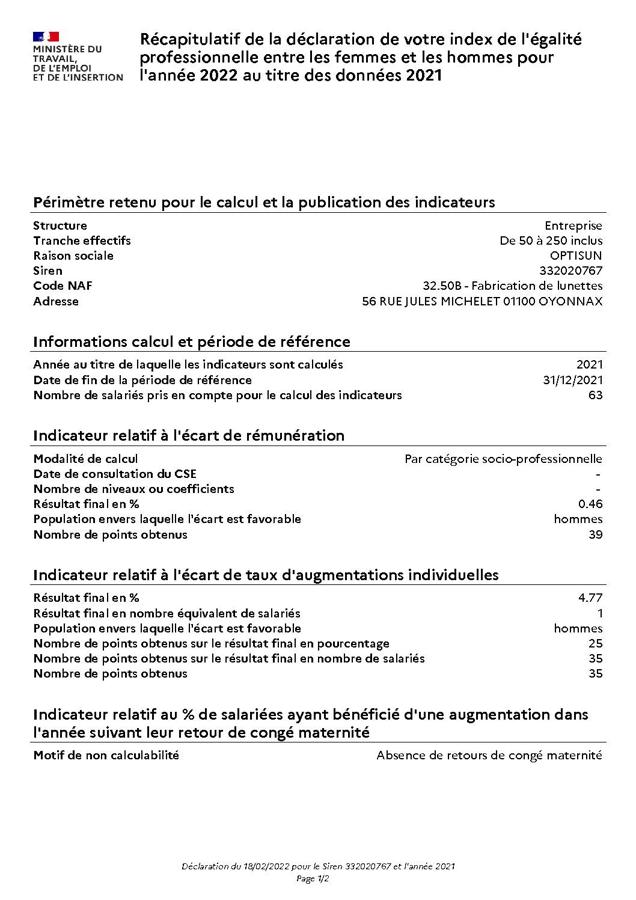 MINISTÈRE DU
TRAVAIL,
DE L'EMPLOI
ET DE L'INSERTION
Récapitulatif de la déclaration de votre index de l'égalité
professionnelle entre les femmes et les hommes pour
l'année 2022 au titre des données 2021
Périmètre retenu pour le calcul et la publication des indicateurs
Structure Entreprise
Tranche effectifs De 50 à 250 inclus
Raison sociale OPTISUN
Siren 332020767
Code NAF 32.50B - Fabrication de lunettes
Adresse 56 RUE JULES MICHELET 01100 OYONNAX
Informations calcul et période de référence
Année au titre de laquelle les indicateurs sont calculés 2021
Date de fin de la période de référence 31/12/2021
Nombre de salariés pris en compte pour le calcul des indicateurs 63
Indicateur relatif à l'écart de rémunération
Modalité de calcul Par catégorie socio-professionnelle
Date de consultation du CSE -
Nombre de niveaux ou coefficients -
Résultat final en % 0.46
Population envers laquelle l'écart est favorable hommes
Nombre de points obtenus 39
Indicateur relatif à l'écart de taux d'augmentations individuelles
Résultat final en % 4.77
Résultat final en nombre équivalent de salariés 1
Population envers laquelle l'écart est favorable hommes
Nombre de points obtenus sur le résultat final en pourcentage 25
Nombre de points obtenus sur le résultat final en nombre de salariés 35
Nombre de points obtenus 35
Indicateur relatif au % de salariées ayant bénéficié d'une augmentation dans
l'année suivant leur retour de congé maternité
Motif de non calculabilité Absence de retours de congé maternité
Déclaration du 18/02/2022 pour le Siren 332020767 et l'année 2021
Page 1/2